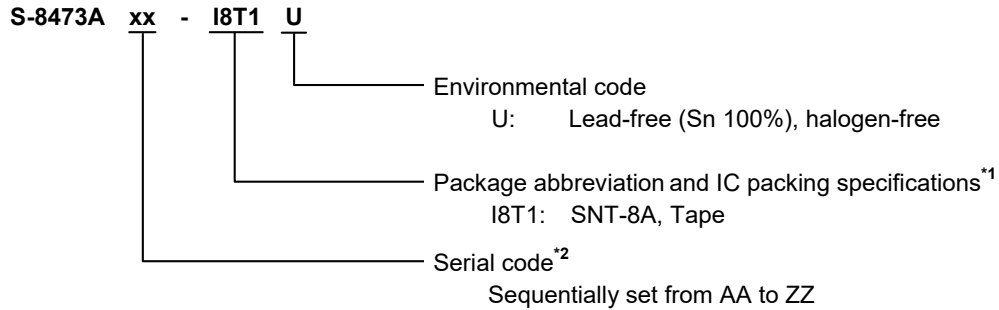 S-8473A xx - I8T1 U
Environmental code
U: Lead-free (Sn 100%), halogen-free
Package abbreviation and IC packing specifications*1
I8T1: SNT-8A, Tape
Serial code*2
Sequentially set from AA to ZZ